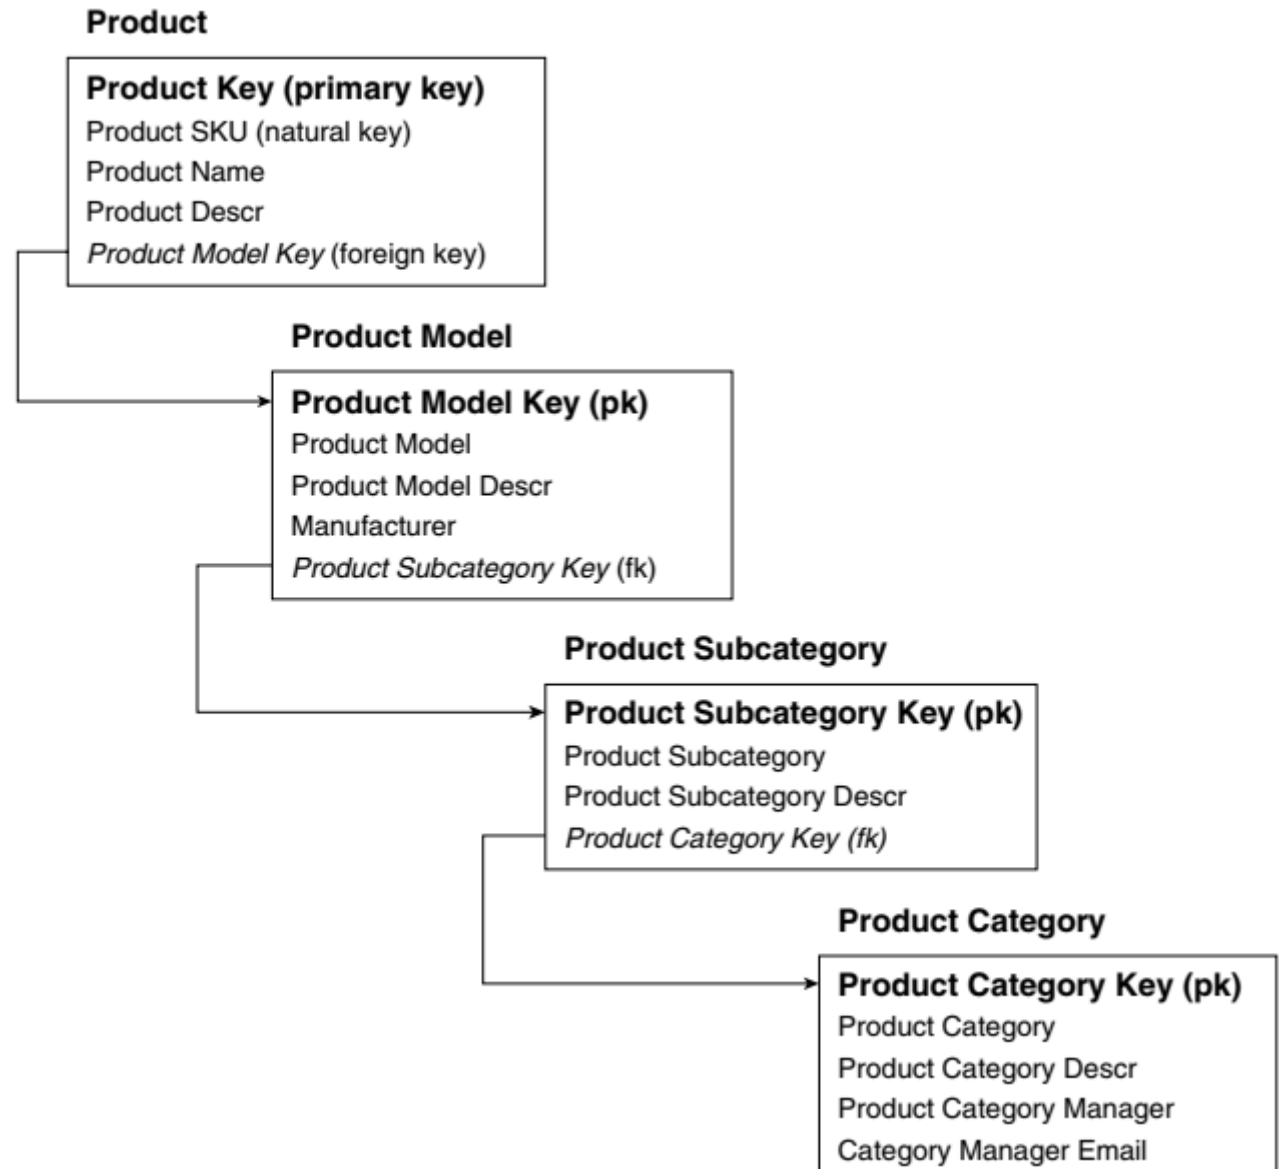 Product
Product Key (primary key)
Product SKU (natural key)
Product Name
Product Descr
Product Model Key (foreign key)
Product Model
Product Model Key (pk)
Product Model
Product Model Descr
Manufacturer
Product Subcategory Key (fk)
Product Subcategory
Product Subcategory Key (pk)
Product Subcategory
Product Subcategory Descr
Product Category Key (fk)
Product Category
Product Category Key (pk)
Product Category
Product Category Descr
Product Category Manager
Category Manager Email